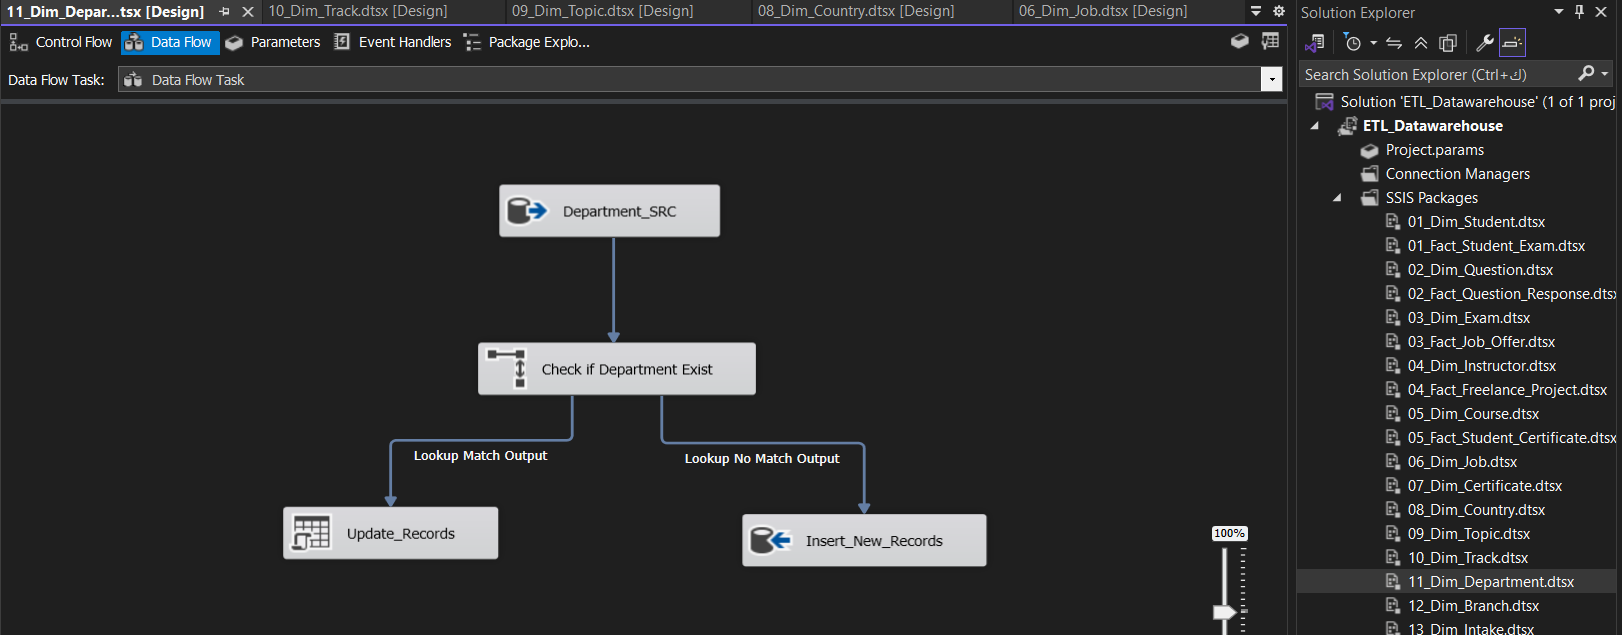 11_Dim_Depar...tsx [Design]
10_Dim_Track.dtsx [Design]
09_Dim_Topic.dtsx [Design]
08_Dim_Country.dtsx [Design]
06_Dim_Job.dtsx [Design]
Control Flow
Data Flow
Parameters
Event Handlers
Package Explo...
Data Flow Task:
Data Flow Task
Department_SRC
Check if Department Exist
Lookup Match Output
Lookup No Match Output
Update_Records
Insert_New_Records
100%
Solution Explorer
Search Solution Explorer (Ctrl+ك)
Solution 'ETL_Datawarehouse' (1 of 1 proj
ETL_Datawarehouse
Project.params
Connection Managers
SSIS Packages
01_Dim_Student.dtsx
01_Fact_Student_Exam.dtsx
02_Dim_Question.dtsx
02_Fact_Question_Response.dtsx
03_Dim_Exam.dtsx
03_Fact_Job_Offer.dtsx
04_Dim_Instructor.dtsx
04_Fact_Freelance_Project.dtsx
05_Dim_Course.dtsx
05_Fact_Student_Certificate.dtsx
06_Dim_Job.dtsx
07_Dim_Certificate.dtsx
08_Dim_Country.dtsx
09_Dim_Topic.dtsx
10_Dim_Track.dtsx
11_Dim_Department.dtsx
12_Dim_Branch.dtsx
13_Dim_Intake.dtsx